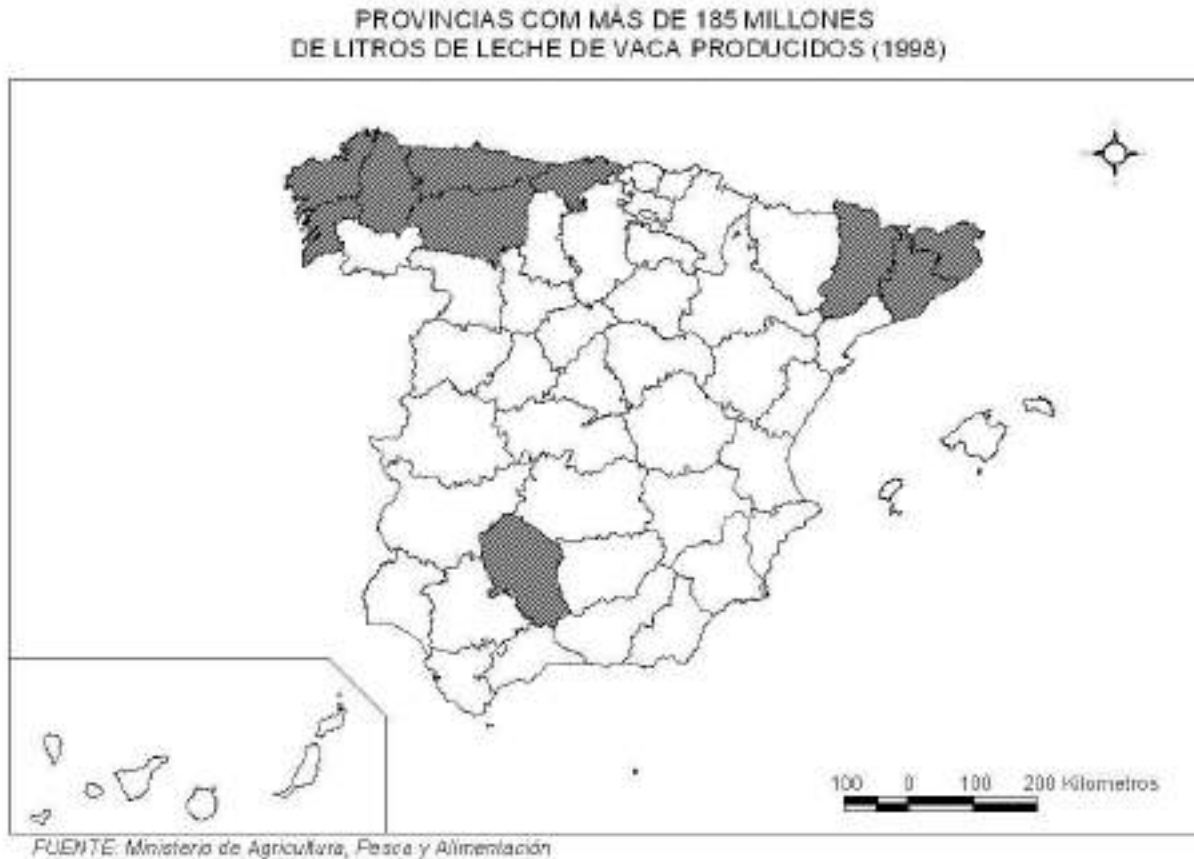 PROVINCIAS COM MÁS DE 185 MILLONES
DE LITROS DE LECHE DE VACA PRODUCIDOS (1998)
100 0 100 200 Kilometros
FUENTE: Ministerio de Agricultura, Pesca y Alimentación